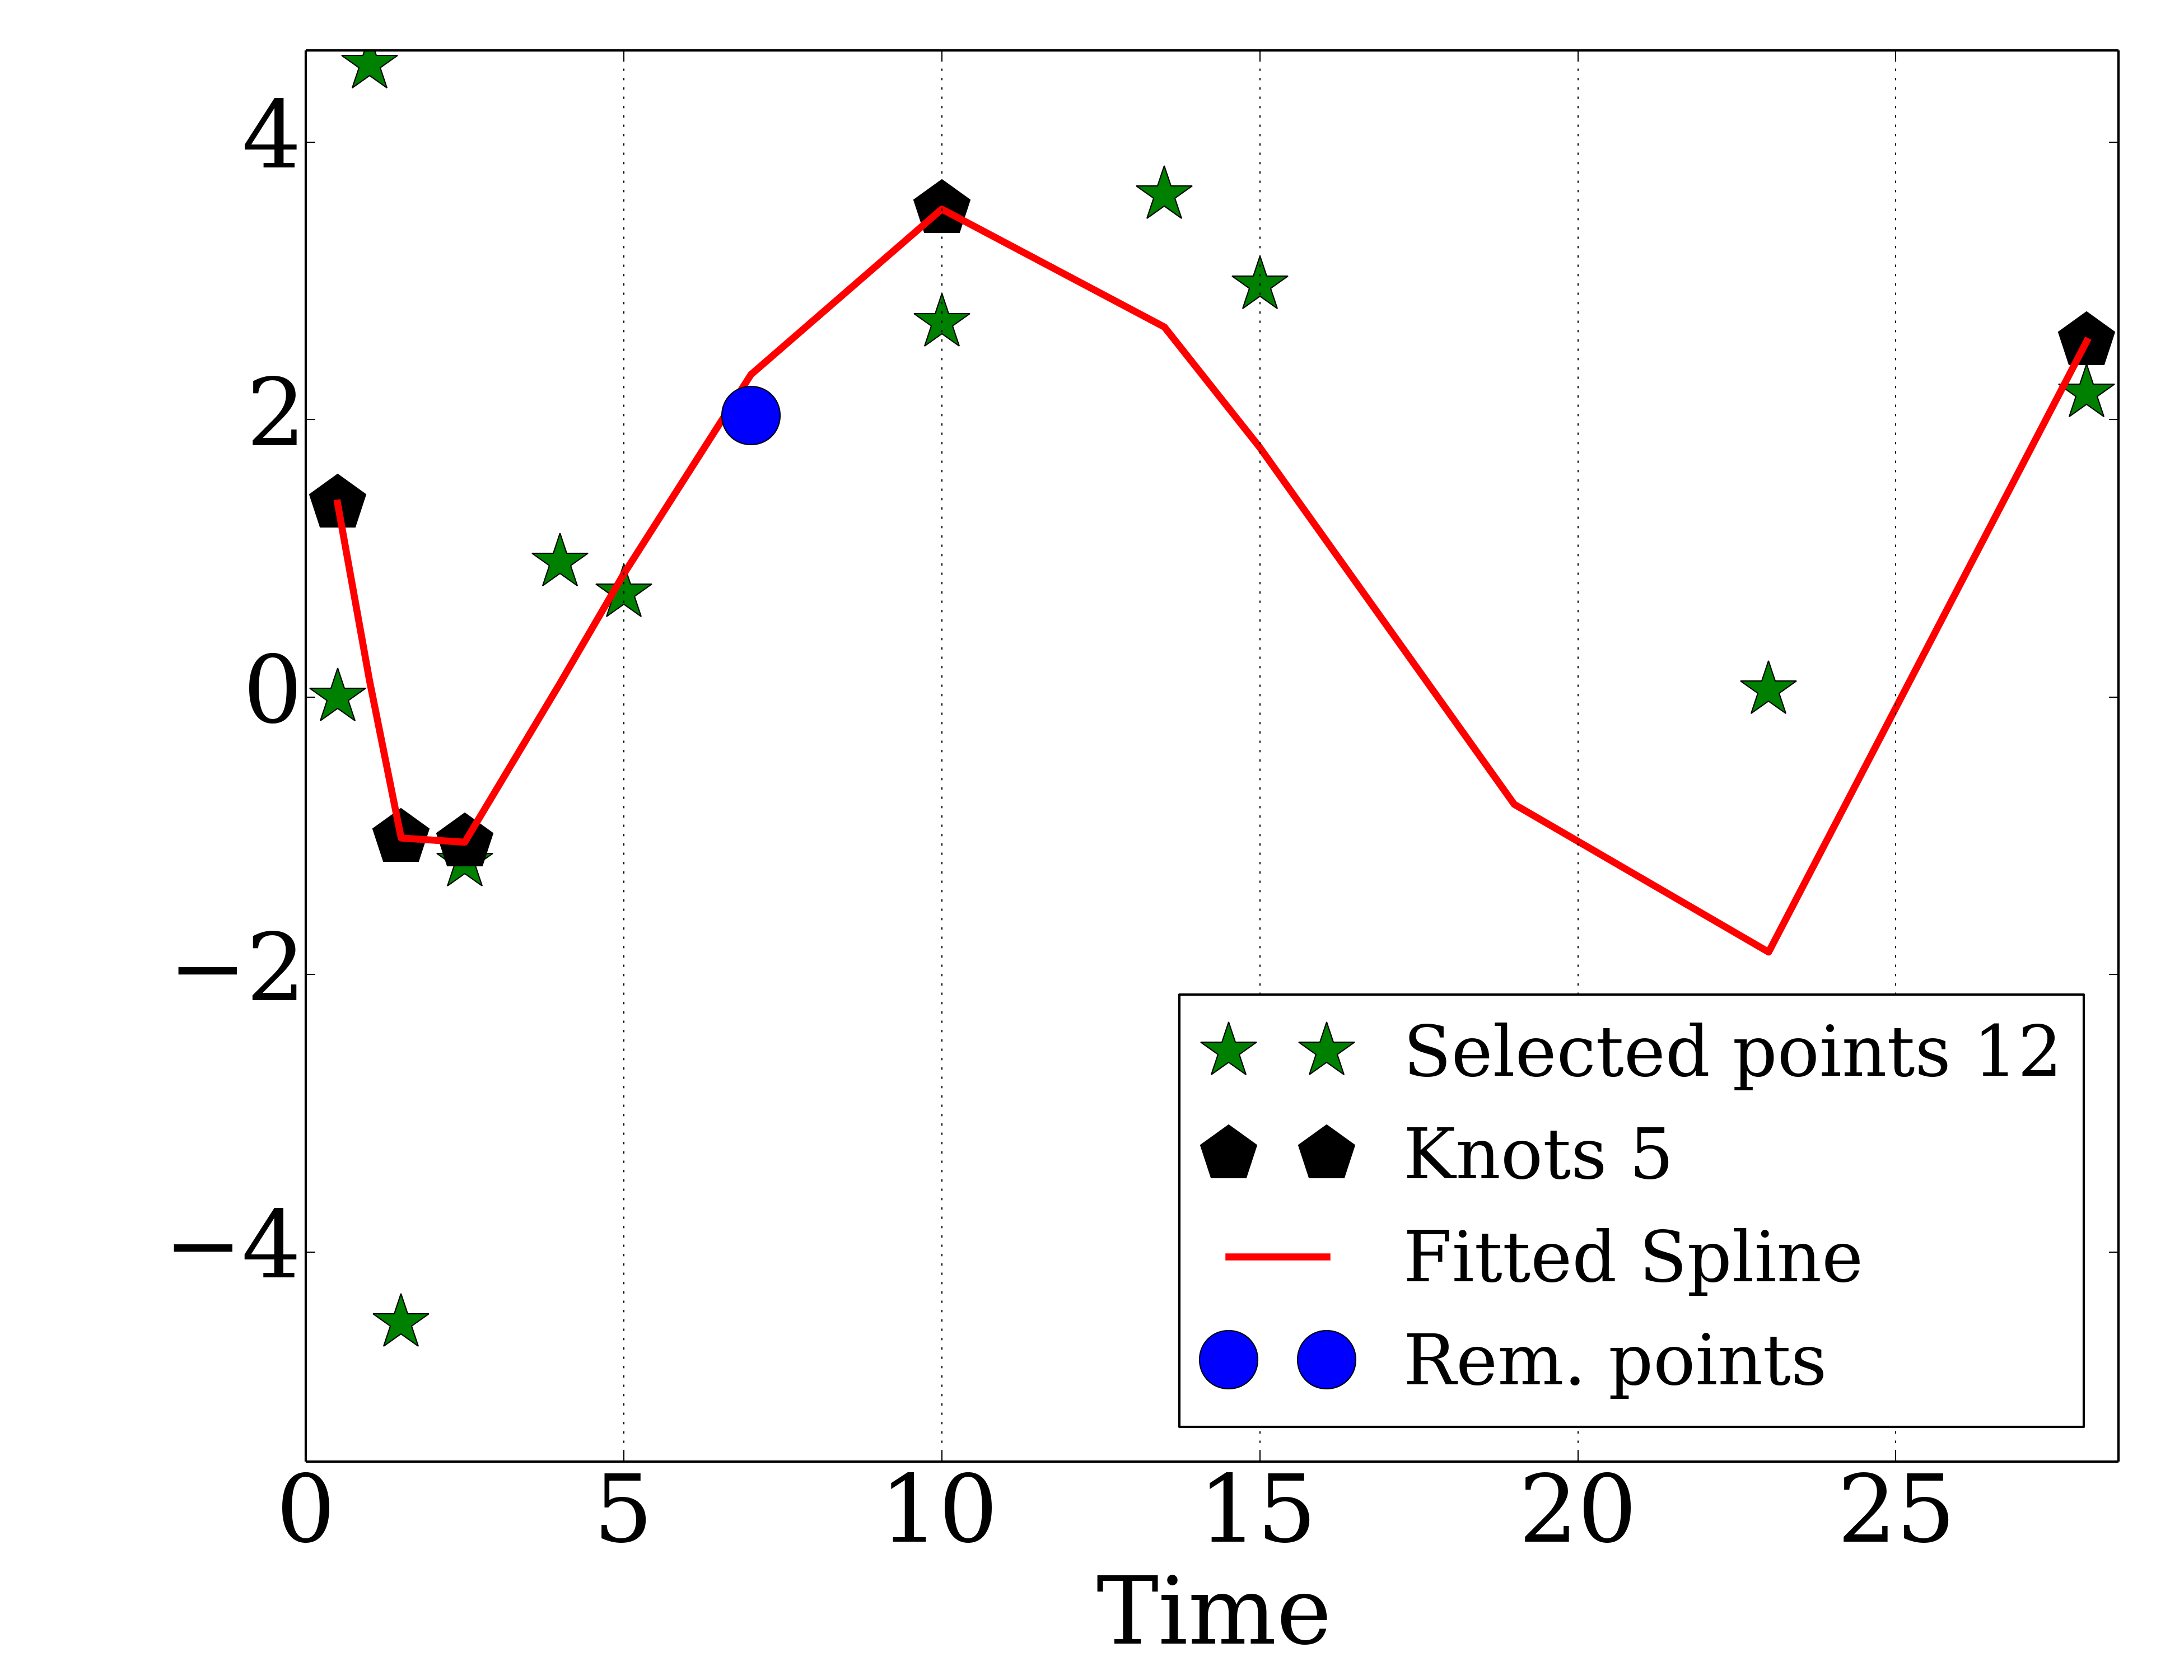 4
2
0
−2
−4
0 5 10 15 20 25
Time
Selected points 12
Knots 5
Fitted Spline
Rem. points